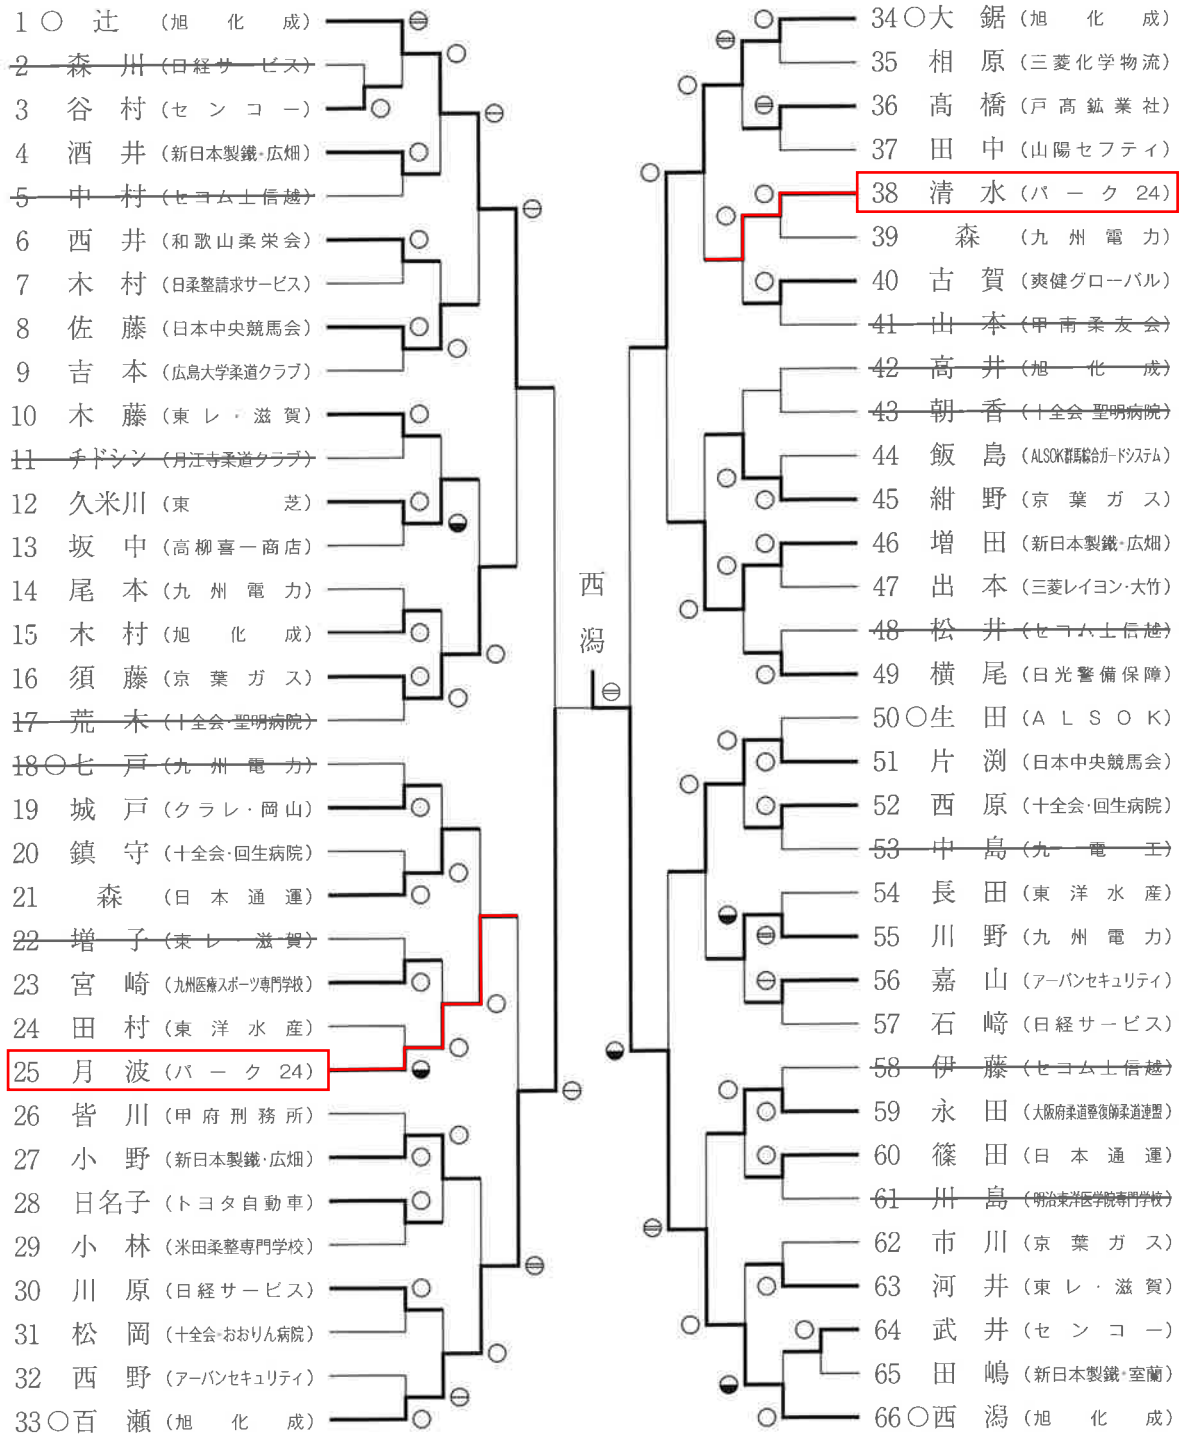 1 ○ 辻 (旭化成)
2 森川 (日経サービス)
3 谷村 (センコー)
4 酒井 (新日本製鐵・広畑)
5 中村 (セコム上信越)
6 西井 (和歌山柔栄会)
7 木村 (日柔整請求サービス)
8 佐藤 (日本中央競馬会)
9 吉本 (広島大学柔道クラブ)
10 木藤 (東レ・滋賀)
11 チドシン (月江寺柔道クラブ)
12 久米川 (東芝)
13 坂中 (高柳喜一商店)
14 尾本 (九州電力)
15 木村 (旭化成)
16 須藤 (京葉ガス)
17 荒木 (十全会・聖明病院)
18 ○ 七戸 (九州電力)
19 城戸 (クラレ・岡山)
20 鎮守 (十全会・回生病院)
21 森 (日本通運)
22 増子 (東レ・滋賀)
23 宮崎 (九州医療スポーツ専門学校)
24 田村 (東洋水産)
25 月波 (パーク24)
26 皆川 (甲府刑務所)
27 小野 (新日本製鐵・広畑)
28 日名子 (トヨタ自動車)
29 小林 (米田柔整専門学校)
30 川原 (日経サービス)
31 松岡 (十全会・おおりん病院)
32 西野 (アーバンセキュリティ)
33 ○ 百瀬 (旭化成)
西潟
34 ○ 大鋸 (旭化成)
35 相原 (三菱化学物流)
36 髙橋 (戸髙鉱業社)
37 田中 (山陽セフティ)
38 清水 (パーク24)
39 森 (九州電力)
40 古賀 (爽健グローバル)
41 山本 (甲南柔友会)
42 高井 (旭化成)
43 朝香 (十全会・聖明病院)
44 飯島 (ALSOK群馬綜合ガードシステム)
45 紺野 (京葉ガス)
46 増田 (新日本製鐵・広畑)
47 出本 (三菱レイヨン・大竹)
48 松井 (セコム上信越)
49 横尾 (日光警備保障)
50 ○ 生田 (ALSOK)
51 片渕 (日本中央競馬会)
52 西原 (十全会・回生病院)
53 中島 (九電工)
54 長田 (東洋水産)
55 川野 (九州電力)
56 嘉山 (アーバンセキュリティ)
57 石﨑 (日経サービス)
58 伊藤 (セコム上信越)
59 永田 (大阪府柔道整復師柔道連盟)
60 篠田 (日本通運)
61 川島 (明治東洋医学院専門学校)
62 市川 (京葉ガス)
63 河井 (東レ・滋賀)
64 武井 (センコー)
65 田嶋 (新日本製鐵・室蘭)
66 ○ 西潟 (旭化成)